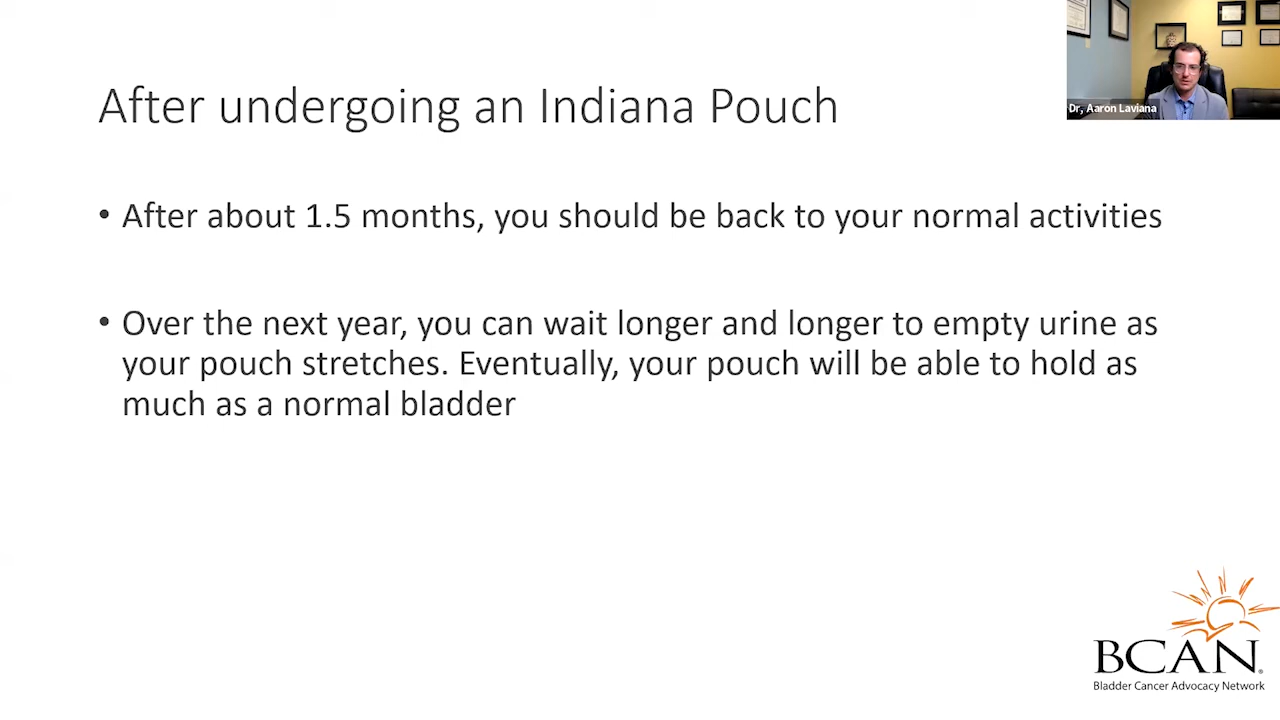 After undergoing an Indiana Pouch
Dr, Aaron Laviana
• After about 1.5 months, you should be back to your normal activities
• Over the next year, you can wait longer and longer to empty urine as
your pouch stretches. Eventually, your pouch will be able to hold as
much as a normal bladder
BCAN®
Bladder Cancer Advocacy Network